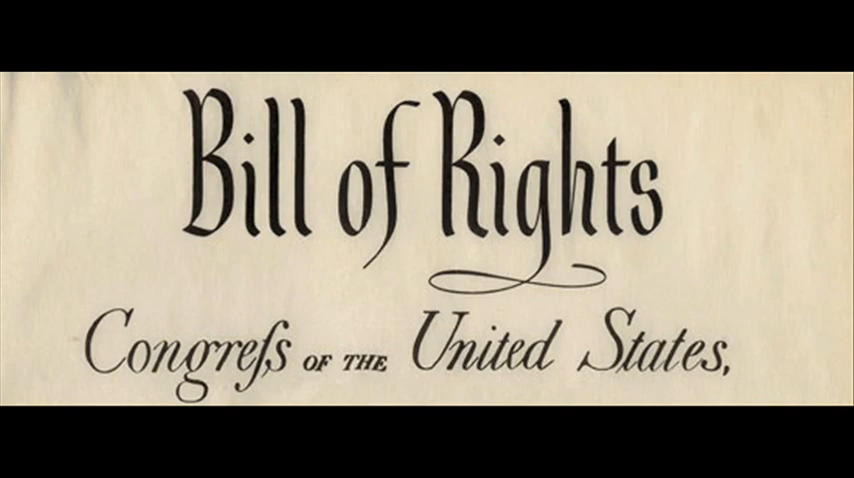 Bill of Rights
Congreſs OF THE United States,